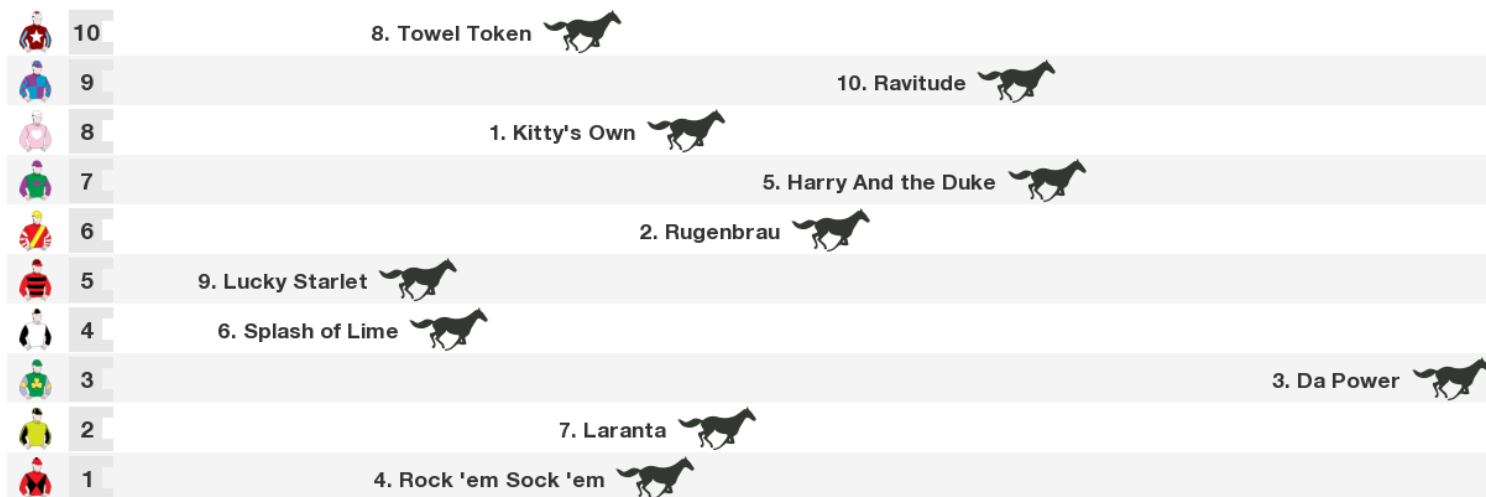 10 8. Towel Token
9 10. Ravitude
8 1. Kitty's Own
7 5. Harry And the Duke
6 2. Rugenbrau
5 9. Lucky Starlet
4 6. Splash of Lime
3 3. Da Power
2 7. Laranta
1 4. Rock 'em Sock 'em